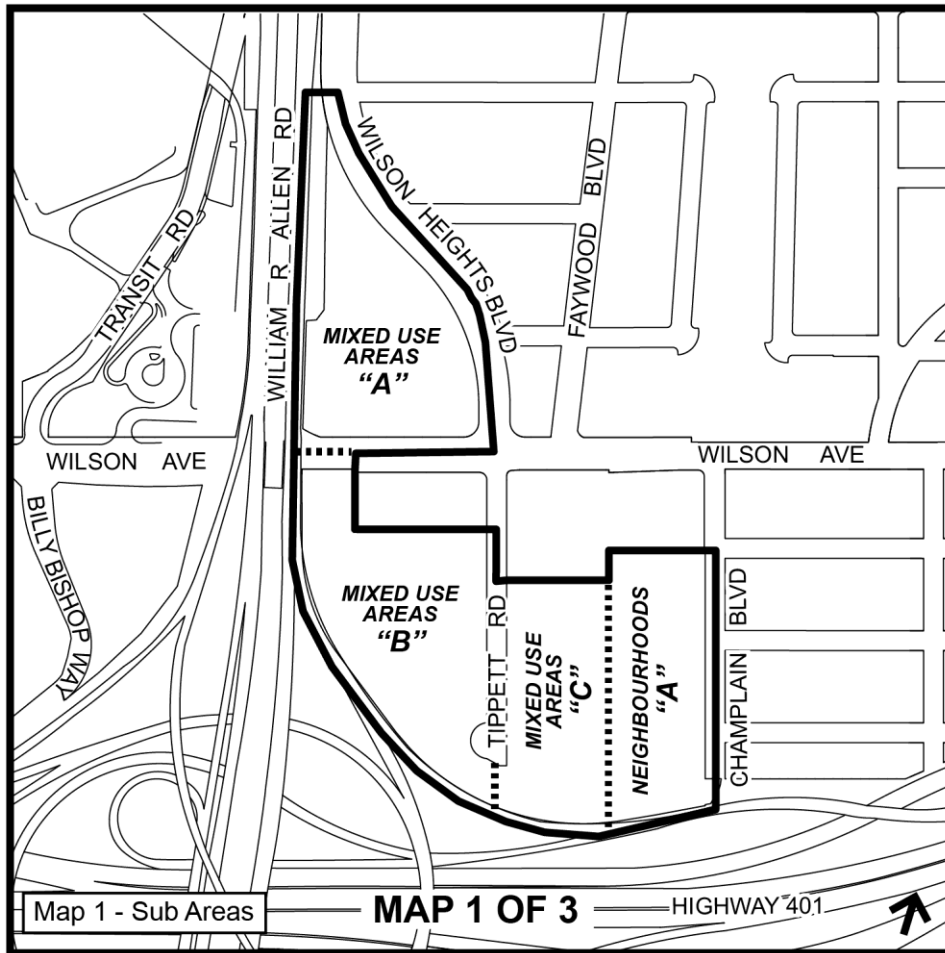 WILLIAM R ALLEN RD
WILSON HEIGHTS BLVD
FAYWOOD BLVD
TRANSIT RD
MIXED USE
AREAS
“A”
WILSON AVE
WILSON AVE
BILLY BISHOP WAY
MIXED USE
AREAS
“B”
TIPPETT RD
MIXED USE
AREAS
“C”
NEIGHBOURHOODS
“A”
CHAMPLAIN BLVD
Map 1 - Sub Areas
MAP 1 OF 3
HIGHWAY 401